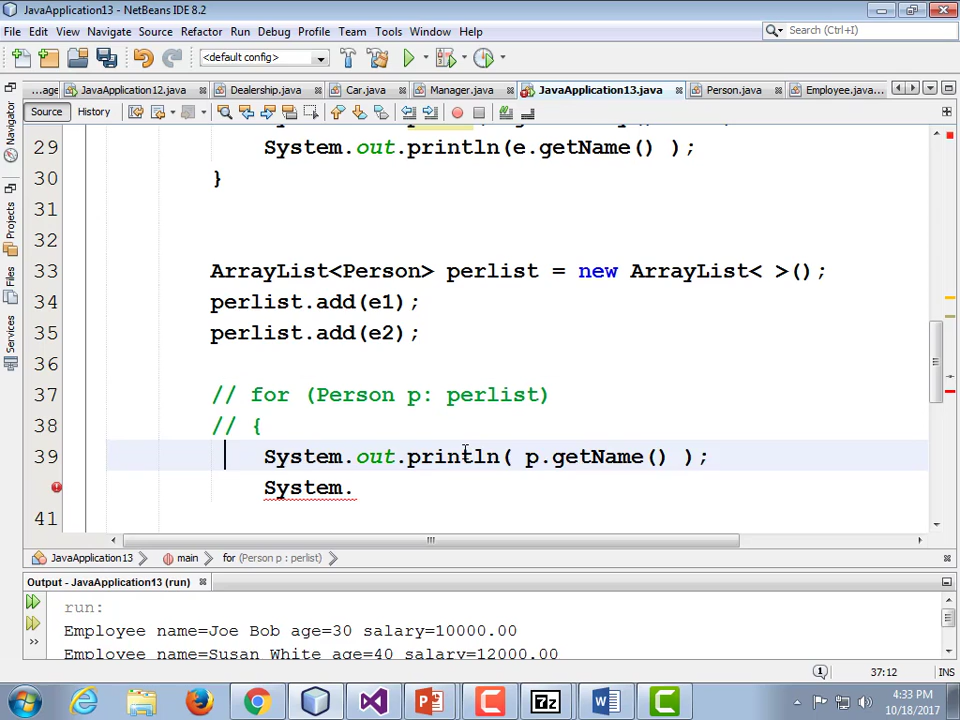 JavaApplication13 - NetBeans IDE 8.2
File Edit View Navigate Source Refactor Run Debug Profile Team Tools Window Help
Search (Ctrl+I)
<default config>
...age JavaApplication12.java Dealership.java Car.java Manager.java JavaApplication13.java Person.java Employee.java...
Source History
29 System.out.println(e.getName() );
30 }
31
32
33 ArrayList<Person> perlist = new ArrayList< >();
34 perlist.add(e1);
35 perlist.add(e2);
36
37 // for (Person p: perlist)
38 // {
39 System.out.println( p.getName() );
System.
41
Navigator
Projects
Files
Services
JavaApplication13 main for (Person p : perlist)
Output - JavaApplication13 (run)
run:
Employee name=Joe Bob age=30 salary=10000.00
Employee name=Susan White age=40 salary=12000.00
1 37:12 INS
4:33 PM
10/18/2017